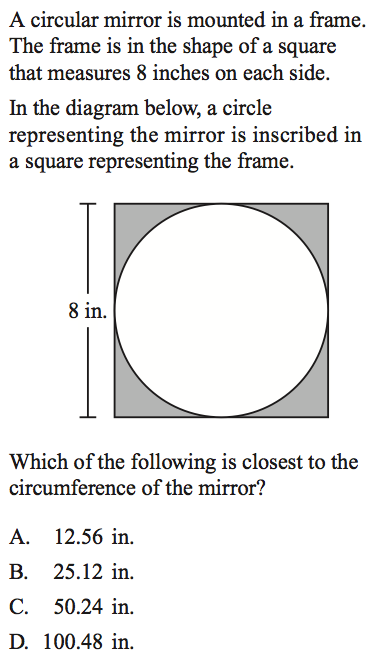 A circular mirror is mounted in a frame.
The frame is in the shape of a square
that measures 8 inches on each side.
In the diagram below, a circle
representing the mirror is inscribed in
a square representing the frame.
8 in.
Which of the following is closest to the
circumference of the mirror?
A. 12.56 in.
B. 25.12 in.
C. 50.24 in.
D. 100.48 in.